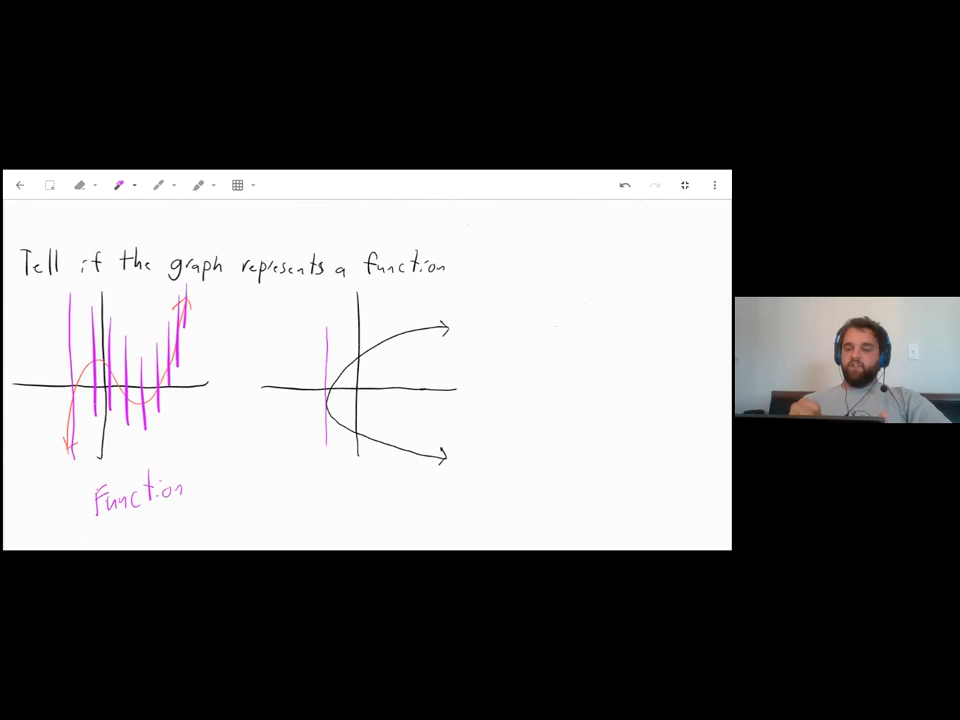 Tell if the graph represents a function
Function